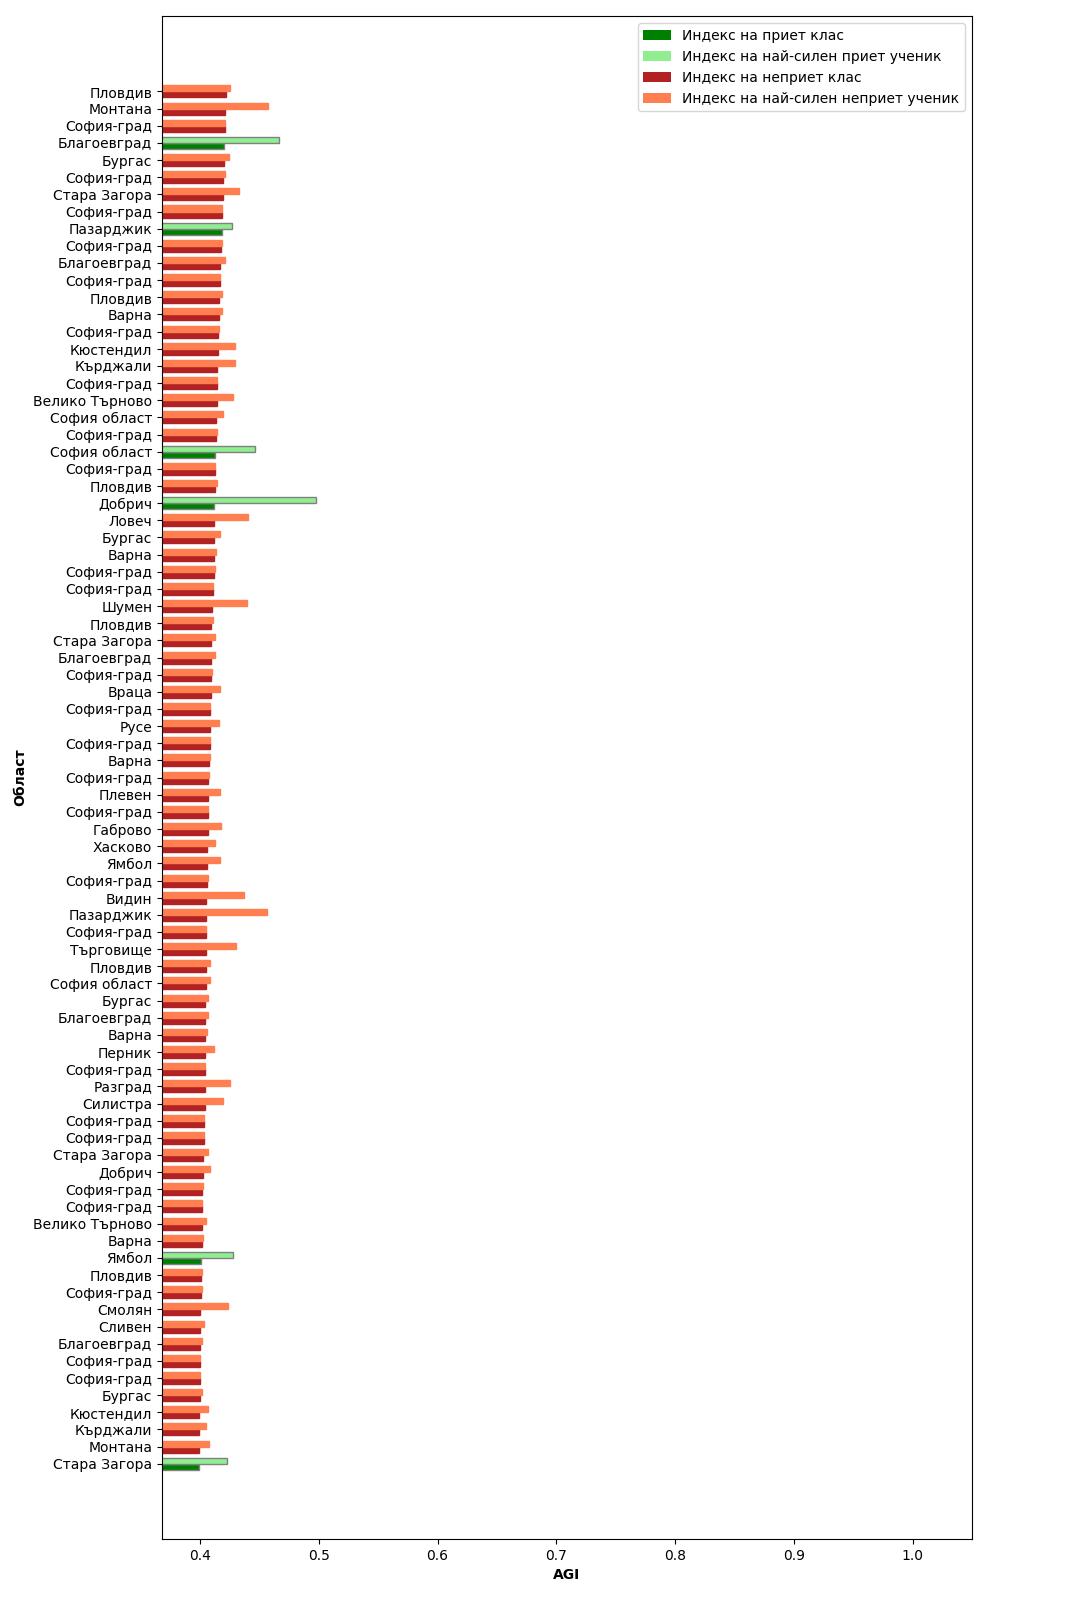 Индекс на приет клас
Индекс на най-силен приет ученик
Индекс на неприет клас
Индекс на най-силен неприет ученик
Област
Пловдив
Монтана
София-град
Благоевград
Бургас
София-град
Стара Загора
София-град
Пазарджик
София-град
Благоевград
София-град
Пловдив
Варна
София-град
Кюстендил
Кърджали
София-град
Велико Търново
София област
София-град
София област
София-град
Пловдив
Добрич
Ловеч
Бургас
Варна
София-град
София-град
Шумен
Пловдив
Стара Загора
Благоевград
София-град
Враца
София-град
Русе
София-град
Варна
София-град
Плевен
София-град
Габрово
Хасково
Ямбол
София-град
Видин
Пазарджик
София-град
Търговище
Пловдив
София област
Бургас
Благоевград
Варна
Перник
София-град
Разград
Силистра
София-град
София-град
Стара Загора
Добрич
София-град
София-град
Велико Търново
Варна
Ямбол
Пловдив
София-град
Смолян
Сливен
Благоевград
София-град
София-град
Бургас
Кюстендил
Кърджали
Монтана
Стара Загора
0.4 0.5 0.6 0.7 0.8 0.9 1.0
AGI